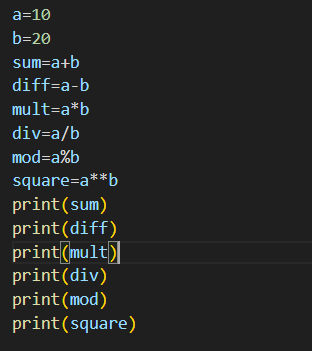 a=10
b=20
sum=a+b
diff=a-b
mult=a*b
div=a/b
mod=a%b
square=a**b
print(sum)
print(diff)
print(mult)
print(div)
print(mod)
print(square)